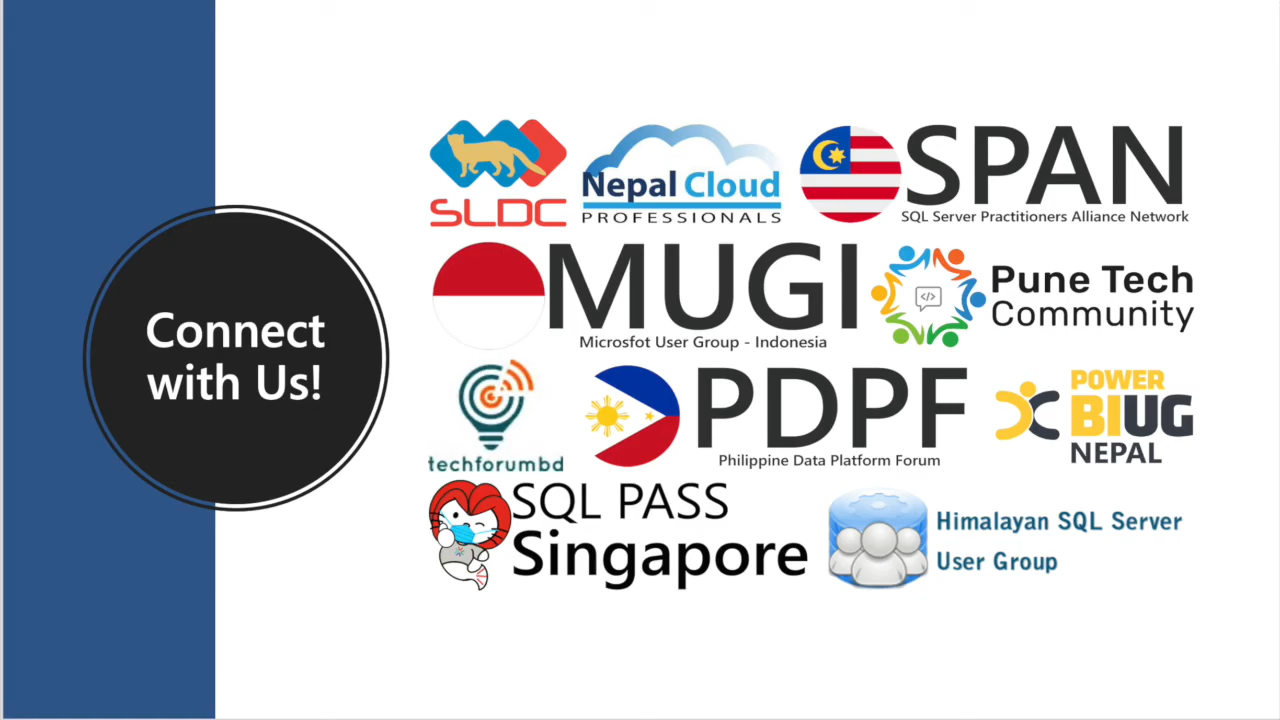 Connect
with Us!
SLDC
Nepal Cloud
PROFESSIONALS
SPAN
SQL Server Practitioners Alliance Network
MUGI
Microsfot User Group - Indonesia
</>
Pune Tech
Community
techforumbd
PDPF
Philippine Data Platform Forum
POWER
BIUG
NEPAL
SQL PASS
Singapore
Himalayan SQL Server
User Group